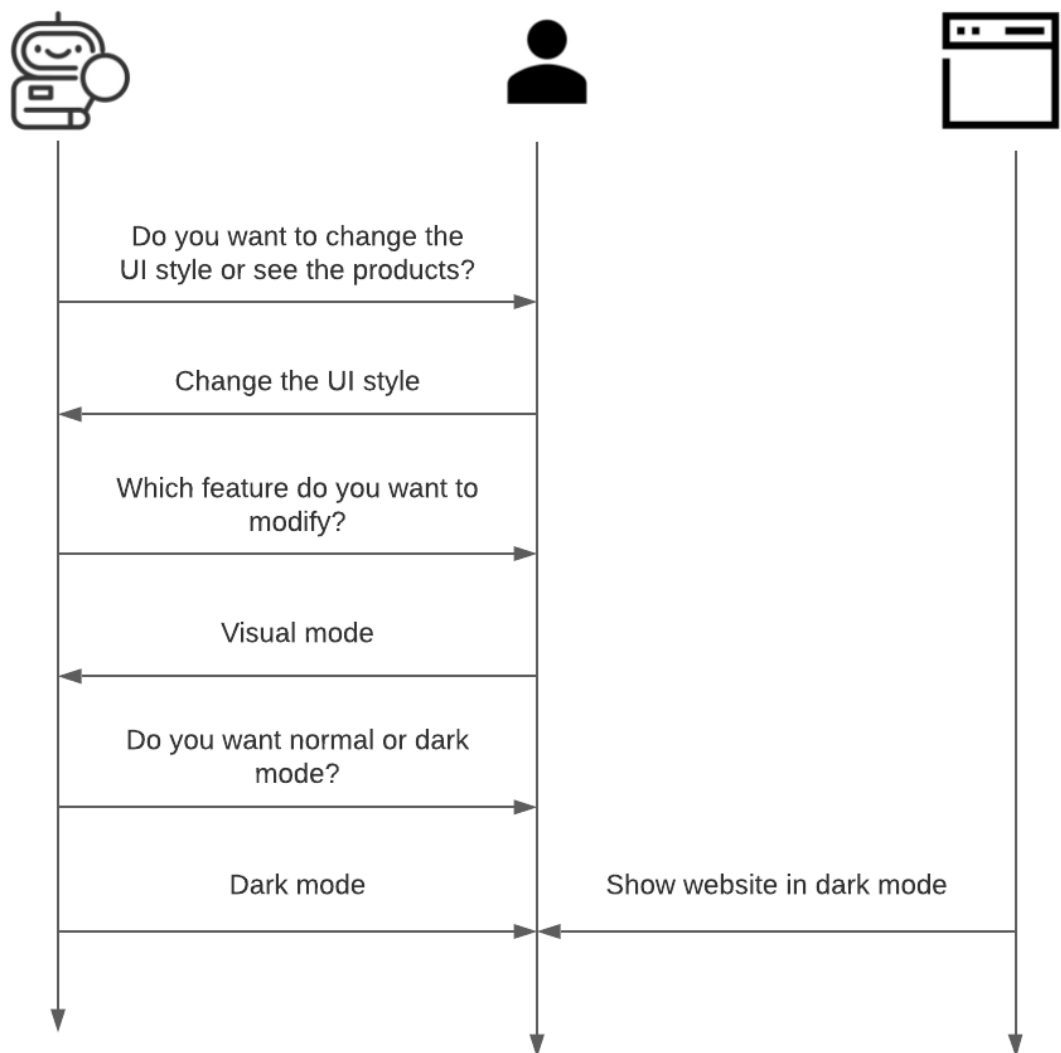 Do you want to change the
UI style or see the products?
Change the UI style
Which feature do you want to
modify?
Visual mode
Do you want normal or dark
mode?
Dark mode
Show website in dark mode